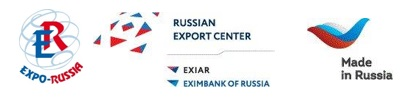 ER
EXPO-RUSSIA
RUSSIAN
EXPORT CENTER
EXIAR
EXIMBANK OF RUSSIA
Made
in Russia